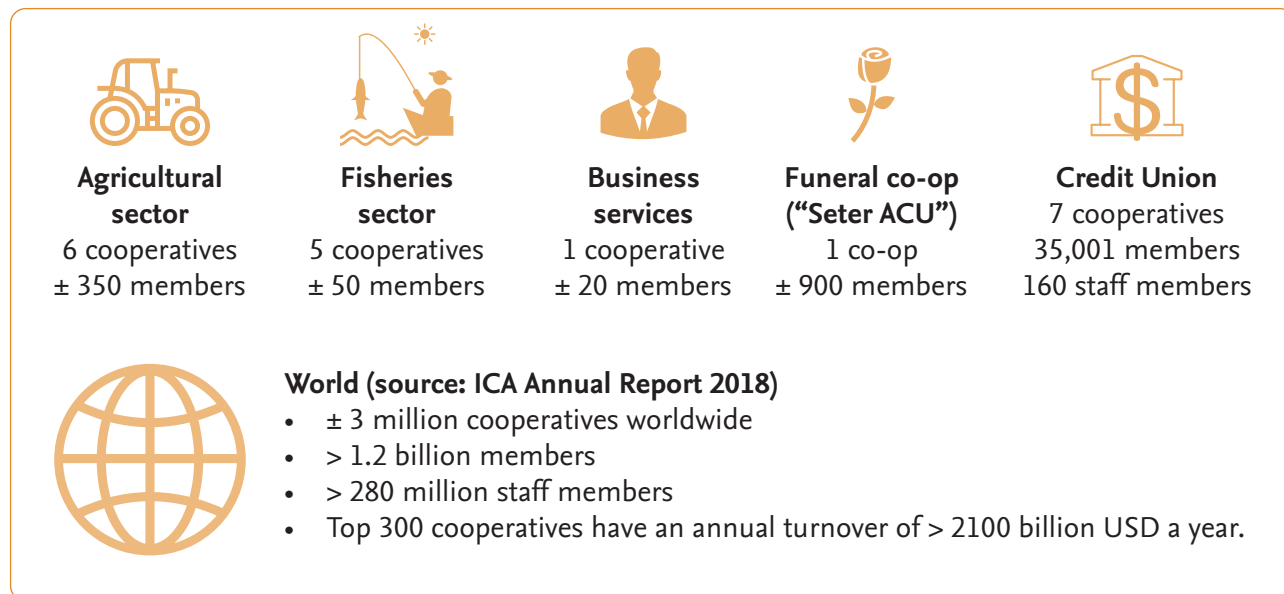 Agricultural
sector
6 cooperatives
± 350 members
Fisheries
sector
5 cooperatives
± 50 members
Business
services
1 cooperative
± 20 members
Funeral co-op
(“Seter ACU”)
1 co-op
± 900 members
Credit Union
7 cooperatives
35,001 members
160 staff members
World (source: ICA Annual Report 2018)
• ± 3 million cooperatives worldwide
• > 1.2 billion members
• > 280 million staff members
• Top 300 cooperatives have an annual turnover of > 2100 billion USD a year.